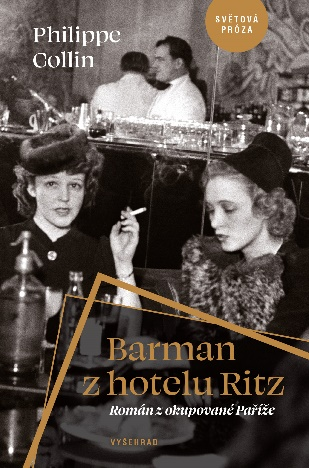 SVĚTOVÁ
PRÓZA
Philippe
Collin
Barman
z hotelu Ritz
Román z okupované Paříže
VYŠEHRAD